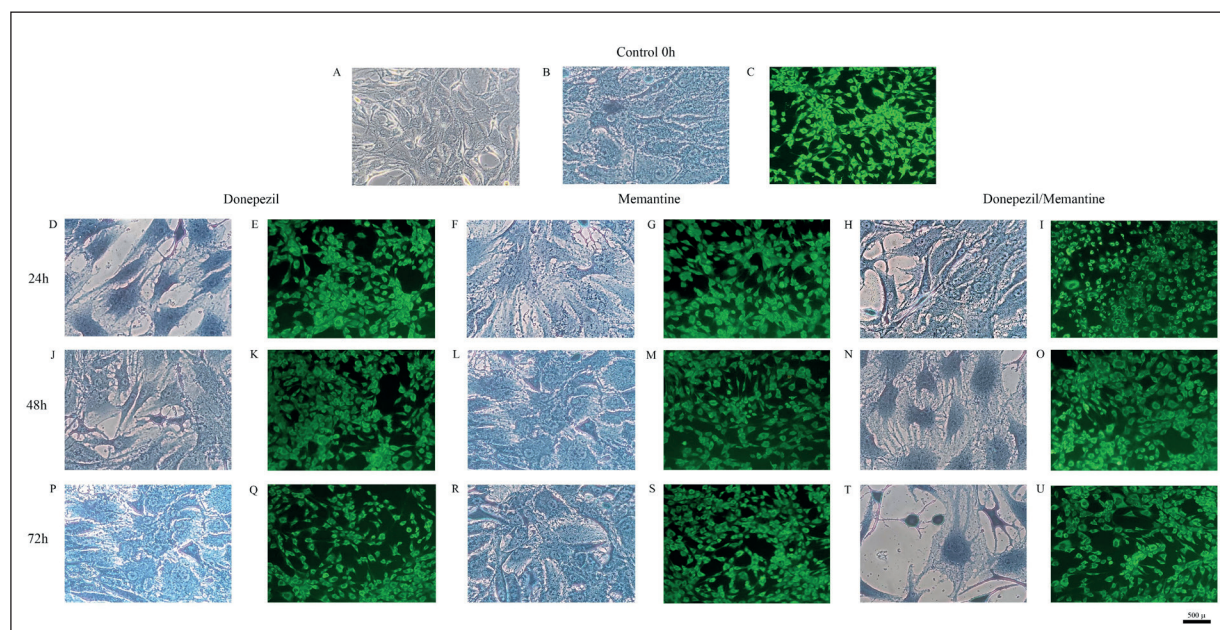 Control 0h
A B C
Donepezil Memantine Donepezil/Memantine
D E F G H I
24h
J K L M N O
48h
P Q R S T U
72h
500 µ